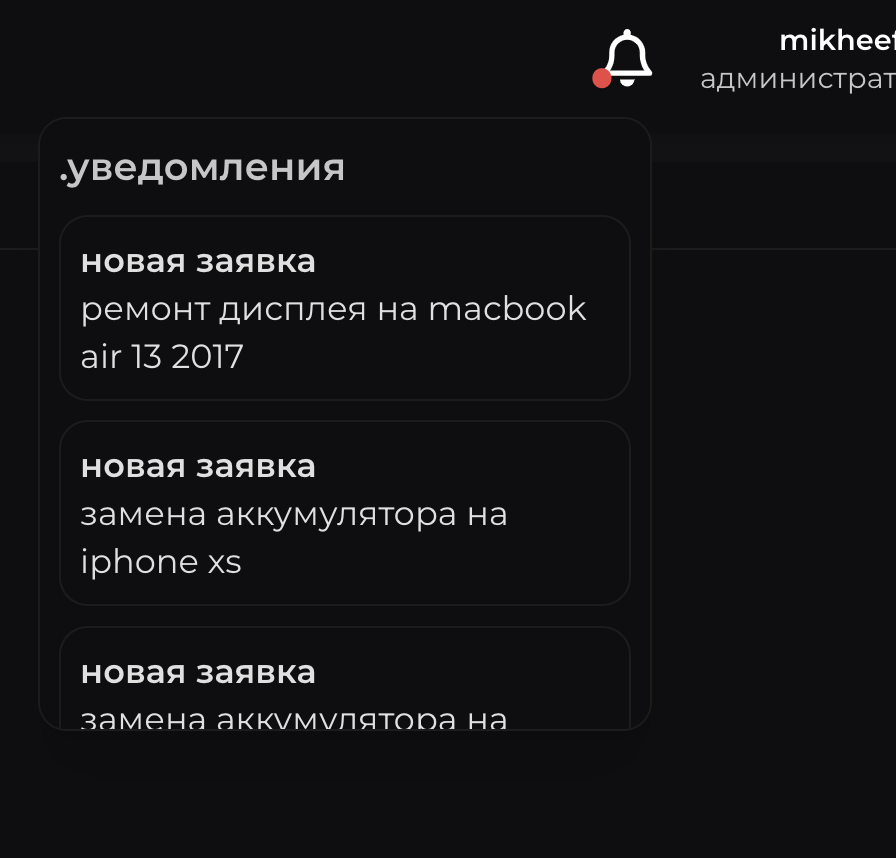 mikheef
администрат
.уведомления
новая заявка
ремонт дисплея на macbook
air 13 2017
новая заявка
замена аккумулятора на
iphone xs
новая заявка
замена аккумулятора на